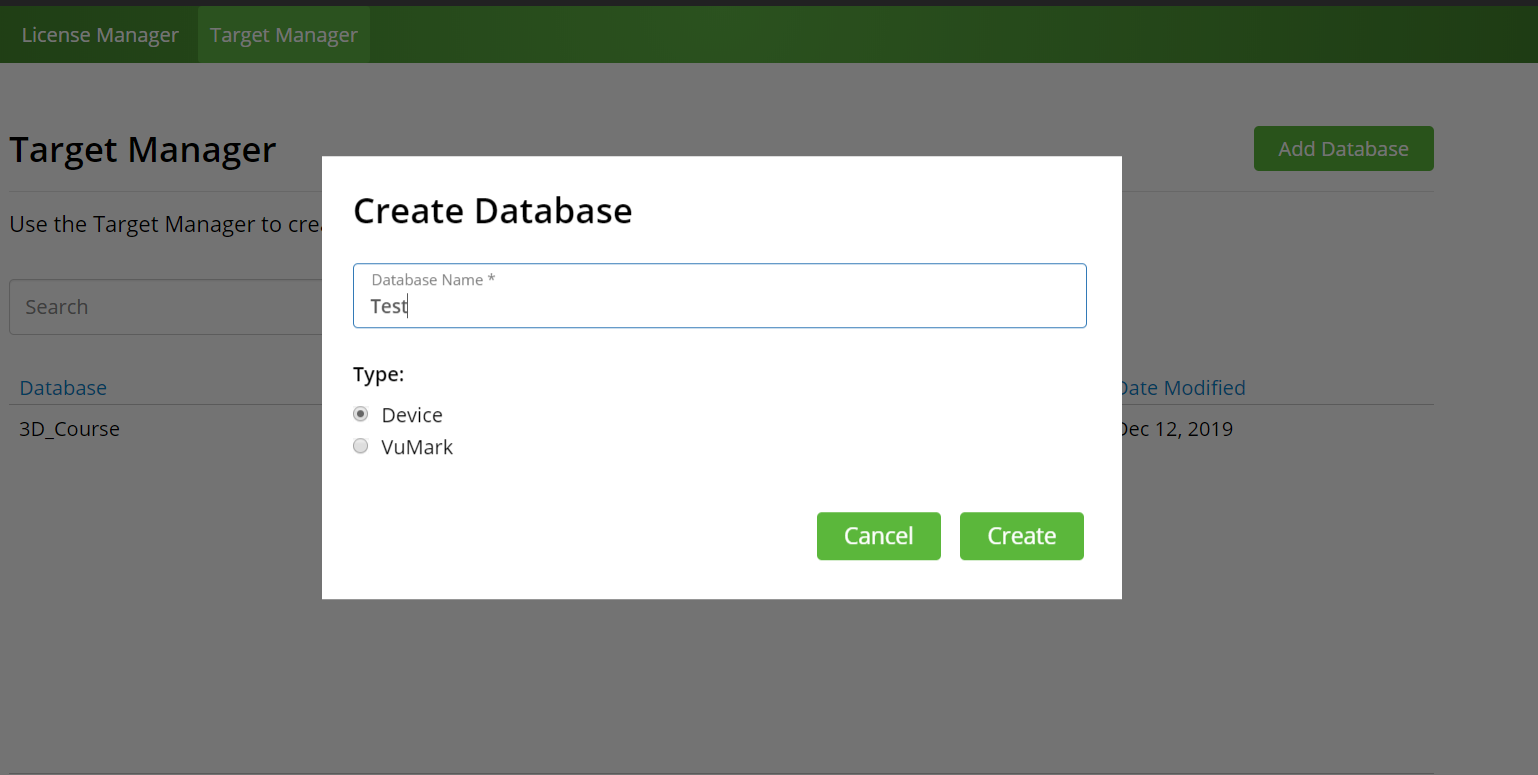 License Manager Target Manager
Target Manager
Add Database
Create Database
Use the Target Manager to
Database Name *
Test
Search
Type:
Database
Date Modified
Device
3D_Course
Dec 12, 2019
VuMark
Cancel Create